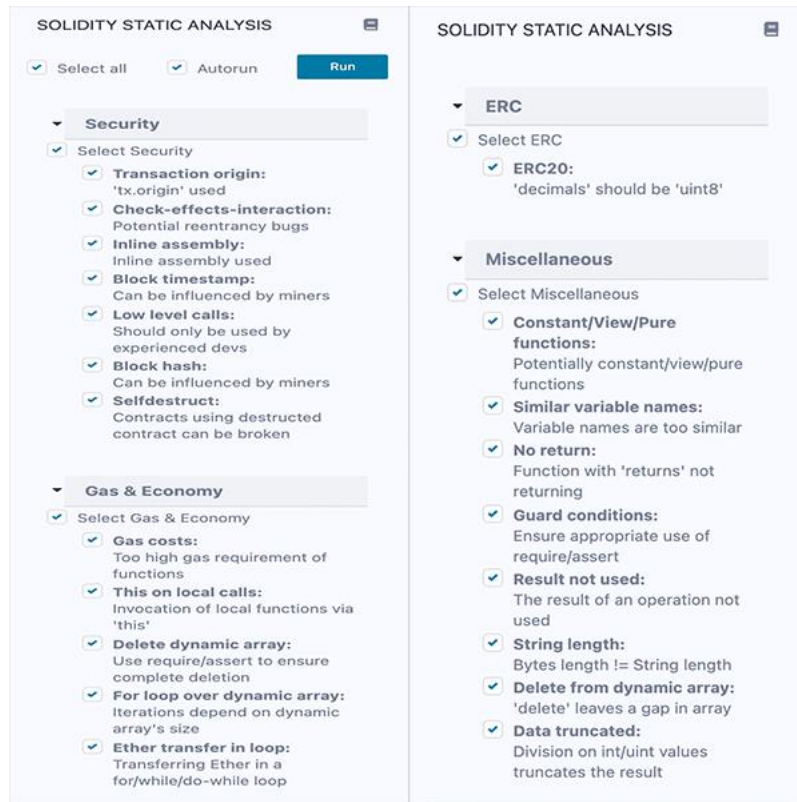 SOLIDITY STATIC ANALYSIS
Select all
Autorun
Run
Security
Select Security
Transaction origin:
'tx.origin' used
Check-effects-interaction:
Potential reentrancy bugs
Inline assembly:
Inline assembly used
Block timestamp:
Can be influenced by miners
Low level calls:
Should only be used by
experienced devs
Block hash:
Can be influenced by miners
Selfdestruct:
Contracts using destructed
contract can be broken
Gas & Economy
Select Gas & Economy
Gas costs:
Too high gas requirement of
functions
This on local calls:
Invocation of local functions via
'this'
Delete dynamic array:
Use require/assert to ensure
complete deletion
For loop over dynamic array:
Iterations depend on dynamic
array's size
Ether transfer in loop:
Transferring Ether in a
for/while/do-while loop
SOLIDITY STATIC ANALYSIS
ERC
Select ERC
ERC20:
'decimals' should be 'uint8'
Miscellaneous
Select Miscellaneous
Constant/View/Pure
functions:
Potentially constant/view/pure
functions
Similar variable names:
Variable names are too similar
No return:
Function with 'returns' not
returning
Guard conditions:
Ensure appropriate use of
require/assert
Result not used:
The result of an operation not
used
String length:
Bytes length != String length
Delete from dynamic array:
'delete' leaves a gap in array
Data truncated:
Division on int/uint values
truncates the result